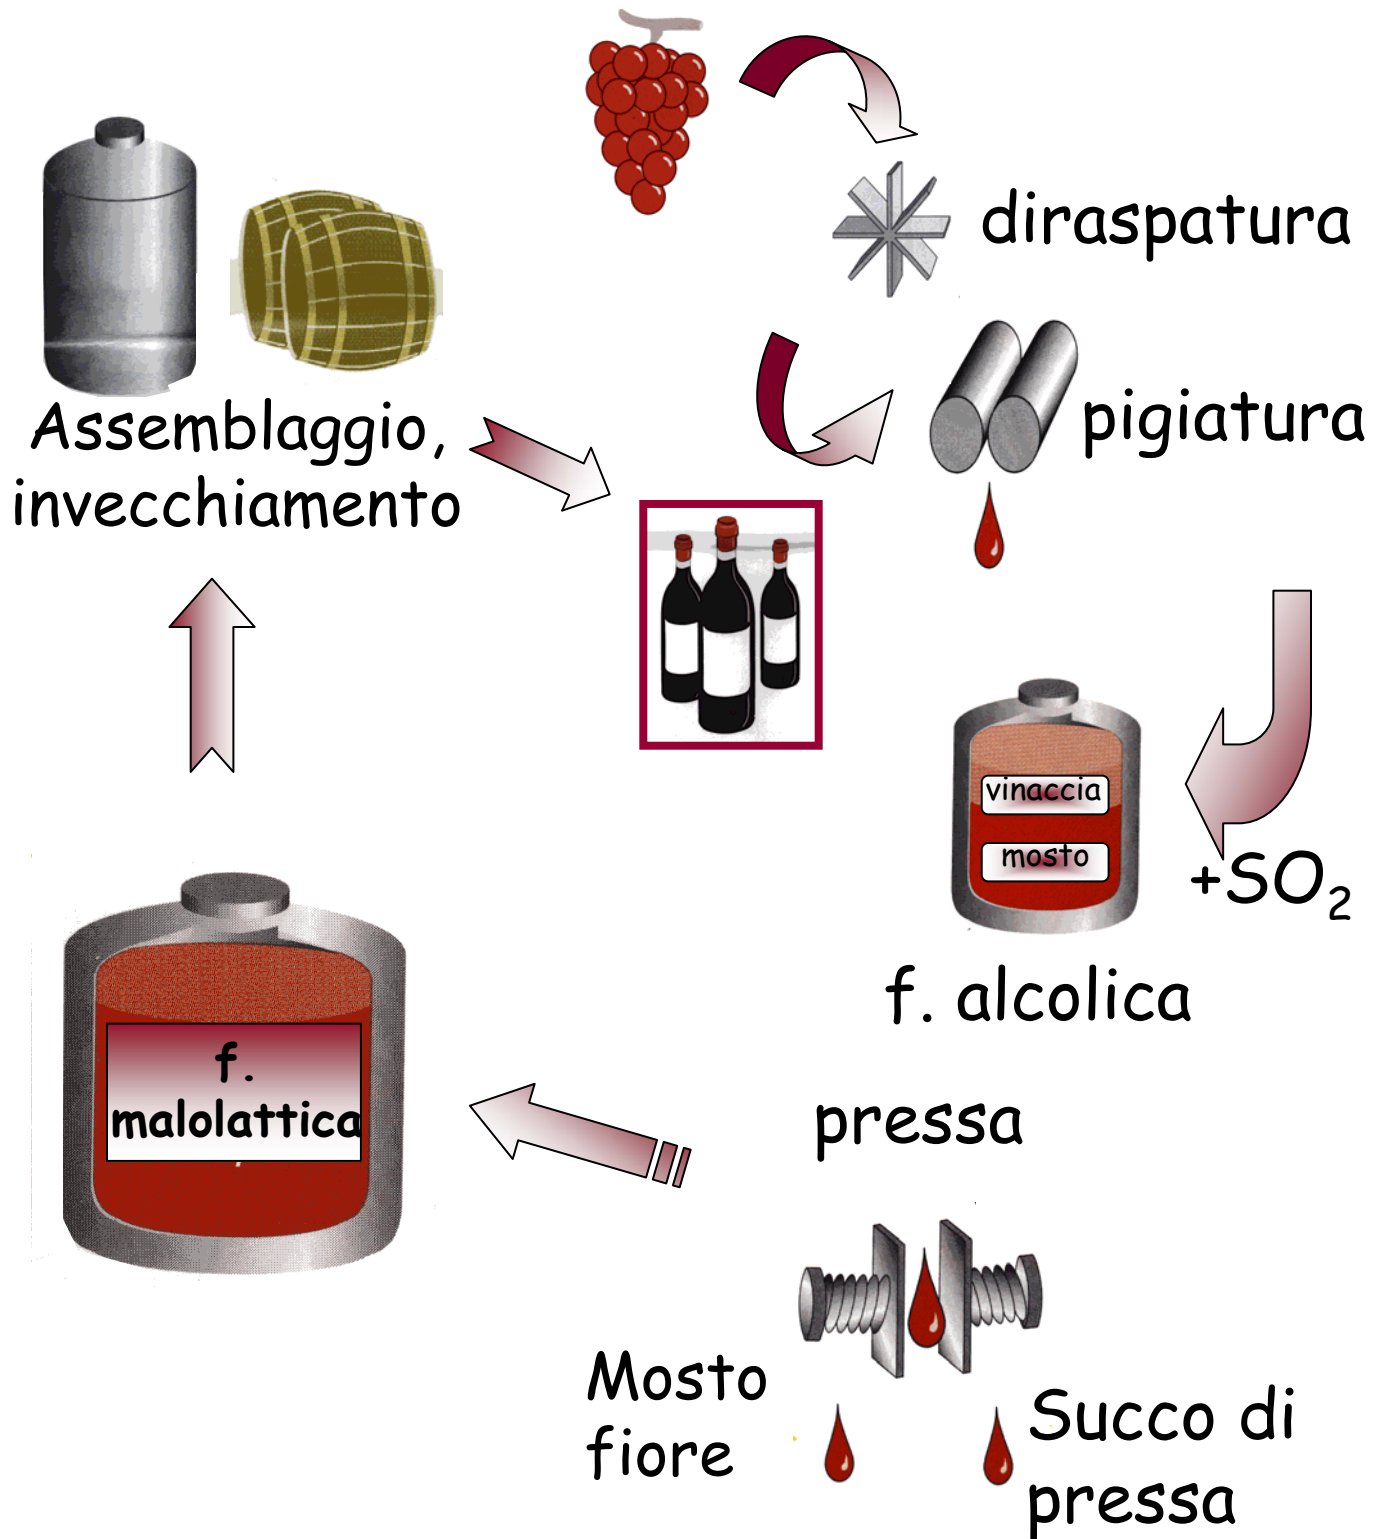 diraspatura
pigiatura
+SO₂
vinaccia
mosto
f. alcolica
pressa
Mosto
fiore
Succo di
pressa
f.
malolattica
Assemblaggio,
invecchiamento